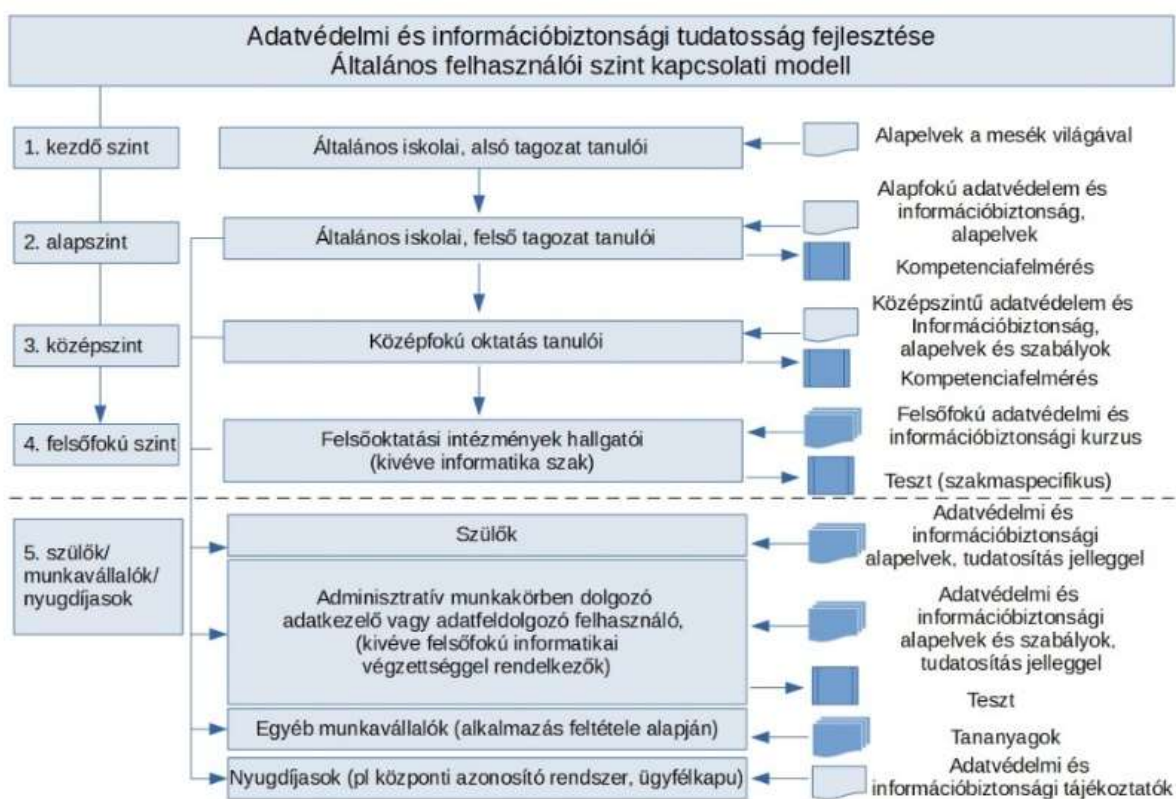 Adatvédelmi és információbiztonsági tudatosság fejlesztése
Általános felhasználói szint kapcsolati modell
1. kezdő szint
Általános iskolai, alsó tagozat tanulói
Alapelvek a mesék világával
2. alapszint
Általános iskolai, felső tagozat tanulói
Alapfokú adatvédelem és
információbiztonság,
alapelvek
Kompetenciafelmérés
3. középszint
Középfokú oktatás tanulói
Középszintű adatvédelem és
Információbiztonság,
alapelvek és szabályok
Kompetenciafelmérés
4. felsőfokú szint
Felsőoktatási intézmények hallgatói
(kivéve informatika szak)
Felsőfokú adatvédelmi és
információbiztonsági kurzus
Teszt (szakmaspecifikus)
5. szülők/
munkavállalók/
nyugdíjasok
Szülők
Adatvédelmi és
információbiztonsági
alapelvek, tudatosítás jelleggel
Adminisztratív munkakörben dolgozó
adatkezelő vagy adatfeldolgozó felhasználó,
(kivéve felsőfokú informatikai
végzettséggel rendelkezők)
Adatvédelmi és
információbiztonsági
alapelvek és szabályok,
tudatosítás jelleggel
Teszt
Egyéb munkavállalók (alkalmazás feltétele alapján)
Tananyagok
Nyugdíjasok (pl központi azonosító rendszer, ügyfélkapu)
Adatvédelmi és
információbiztonsági tájékoztatók